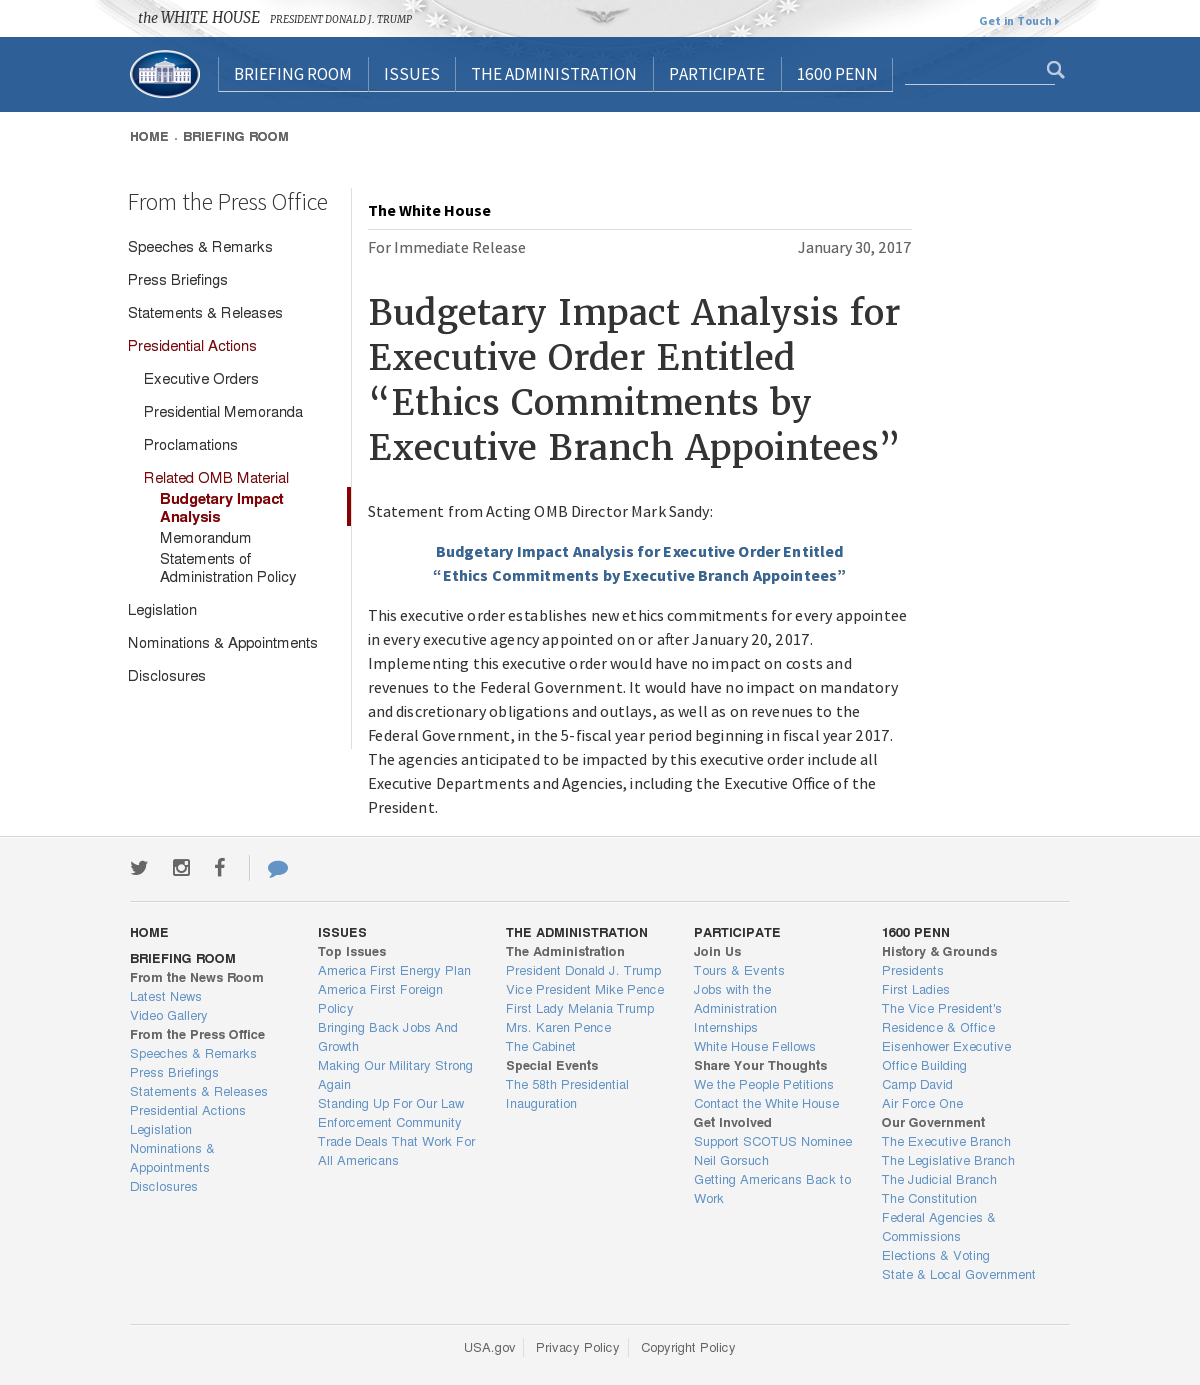 the WHITE HOUSE PRESIDENT DONALD J. TRUMP
Get in Touch
BRIEFING ROOM ISSUES THE ADMINISTRATION PARTICIPATE 1600 PENN
HOME . BRIEFING ROOM
From the Press Office
Speeches & Remarks
Press Briefings
Statements & Releases
Presidential Actions
Executive Orders
Presidential Memoranda
Proclamations
Related OMB Material
Budgetary Impact
Analysis
Memorandum
Statements of
Administration Policy
Legislation
Nominations & Appointments
Disclosures
The White House
For Immediate Release January 30, 2017
Budgetary Impact Analysis for
Executive Order Entitled
“Ethics Commitments by
Executive Branch Appointees”
Statement from Acting OMB Director Mark Sandy:
Budgetary Impact Analysis for Executive Order Entitled
“Ethics Commitments by Executive Branch Appointees”
This executive order establishes new ethics commitments for every appointee
in every executive agency appointed on or after January 20, 2017.
Implementing this executive order would have no impact on costs and
revenues to the Federal Government. It would have no impact on mandatory
and discretionary obligations and outlays, as well as on revenues to the
Federal Government, in the 5-fiscal year period beginning in fiscal year 2017.
The agencies anticipated to be impacted by this executive order include all
Executive Departments and Agencies, including the Executive Office of the
President.
HOME
BRIEFING ROOM
From the News Room
Latest News
Video Gallery
From the Press Office
Speeches & Remarks
Press Briefings
Statements & Releases
Presidential Actions
Legislation
Nominations &
Appointments
Disclosures
ISSUES
Top Issues
America First Energy Plan
America First Foreign
Policy
Bringing Back Jobs And
Growth
Making Our Military Strong
Again
Standing Up For Our Law
Enforcement Community
Trade Deals That Work For
All Americans
THE ADMINISTRATION
The Administration
President Donald J. Trump
Vice President Mike Pence
First Lady Melania Trump
Mrs. Karen Pence
The Cabinet
Special Events
The 58th Presidential
Inauguration
PARTICIPATE
Join Us
Tours & Events
Jobs with the
Administration
Internships
White House Fellows
Share Your Thoughts
We the People Petitions
Contact the White House
Get Involved
Support SCOTUS Nominee
Neil Gorsuch
Getting Americans Back to
Work
1600 PENN
History & Grounds
Presidents
First Ladies
The Vice President's
Residence & Office
Eisenhower Executive
Office Building
Camp David
Air Force One
Our Government
The Executive Branch
The Legislative Branch
The Judicial Branch
The Constitution
Federal Agencies &
Commissions
Elections & Voting
State & Local Government
USA.gov Privacy Policy Copyright Policy